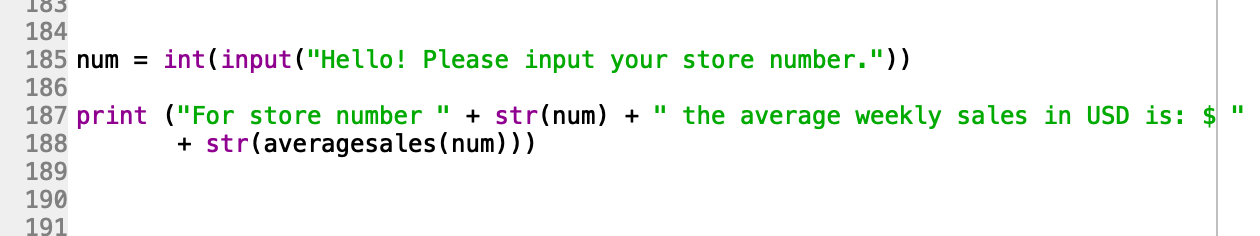 183
184
185 num = int(input("Hello! Please input your store number."))
186
187 print ("For store number " + str(num) + " the average weekly sales in USD is: $ "
188 + str(averagesales(num)))
189
190
191